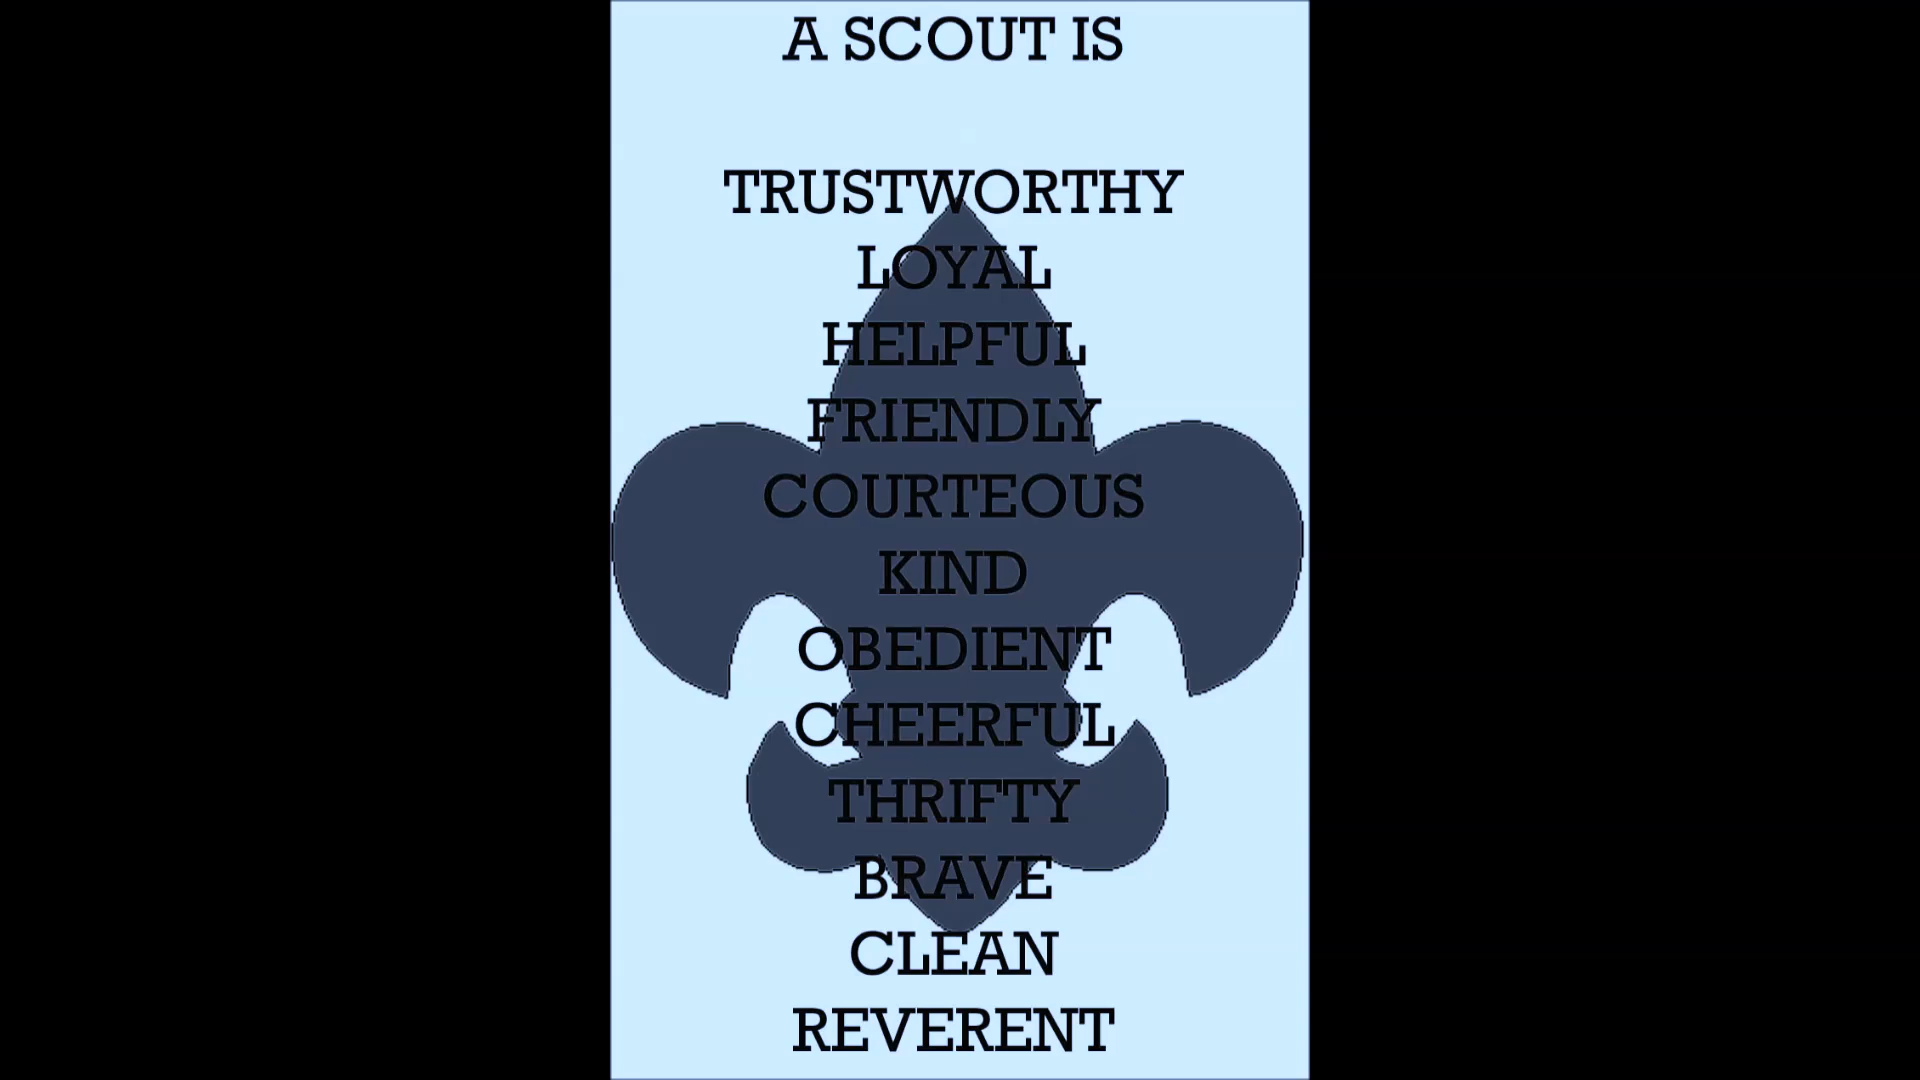 A SCOUT IS
TRUSTWORTHY
LOYAL
HELPFUL
FRIENDLY
COURTEOUS
KIND
OBEDIENT
CHEERFUL
THRIFTY
BRAVE
CLEAN
REVERENT